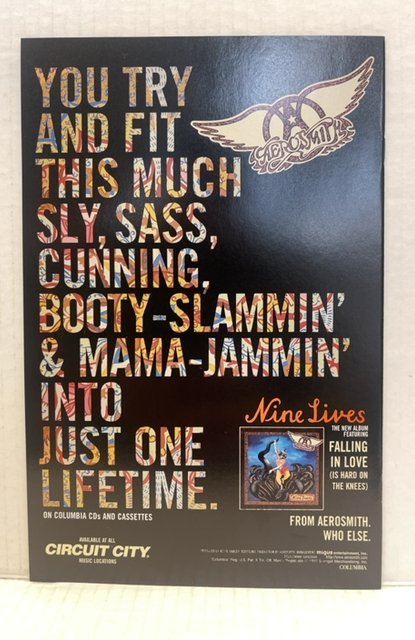 YOU TRY
AND FIT
THIS MUCH
SLY, SASS,
CUNNING,
BOOTY-SLAMMIN'
& MAMA-JAMMIN'
INTO
JUST ONE
LIFETIME.
ON COLUMBIA CDs AND CASSETTES
AEROSMITH
Nine Lives
THE NEW ALBUM
FEATURING
FALLING
IN LOVE
(IS HARD ON
THE KNEES)
FROM AEROSMITH.
WHO ELSE.
AVAILABLE AT ALL
CIRCUIT CITY
MUSIC LOCATIONS
COLUMBIA